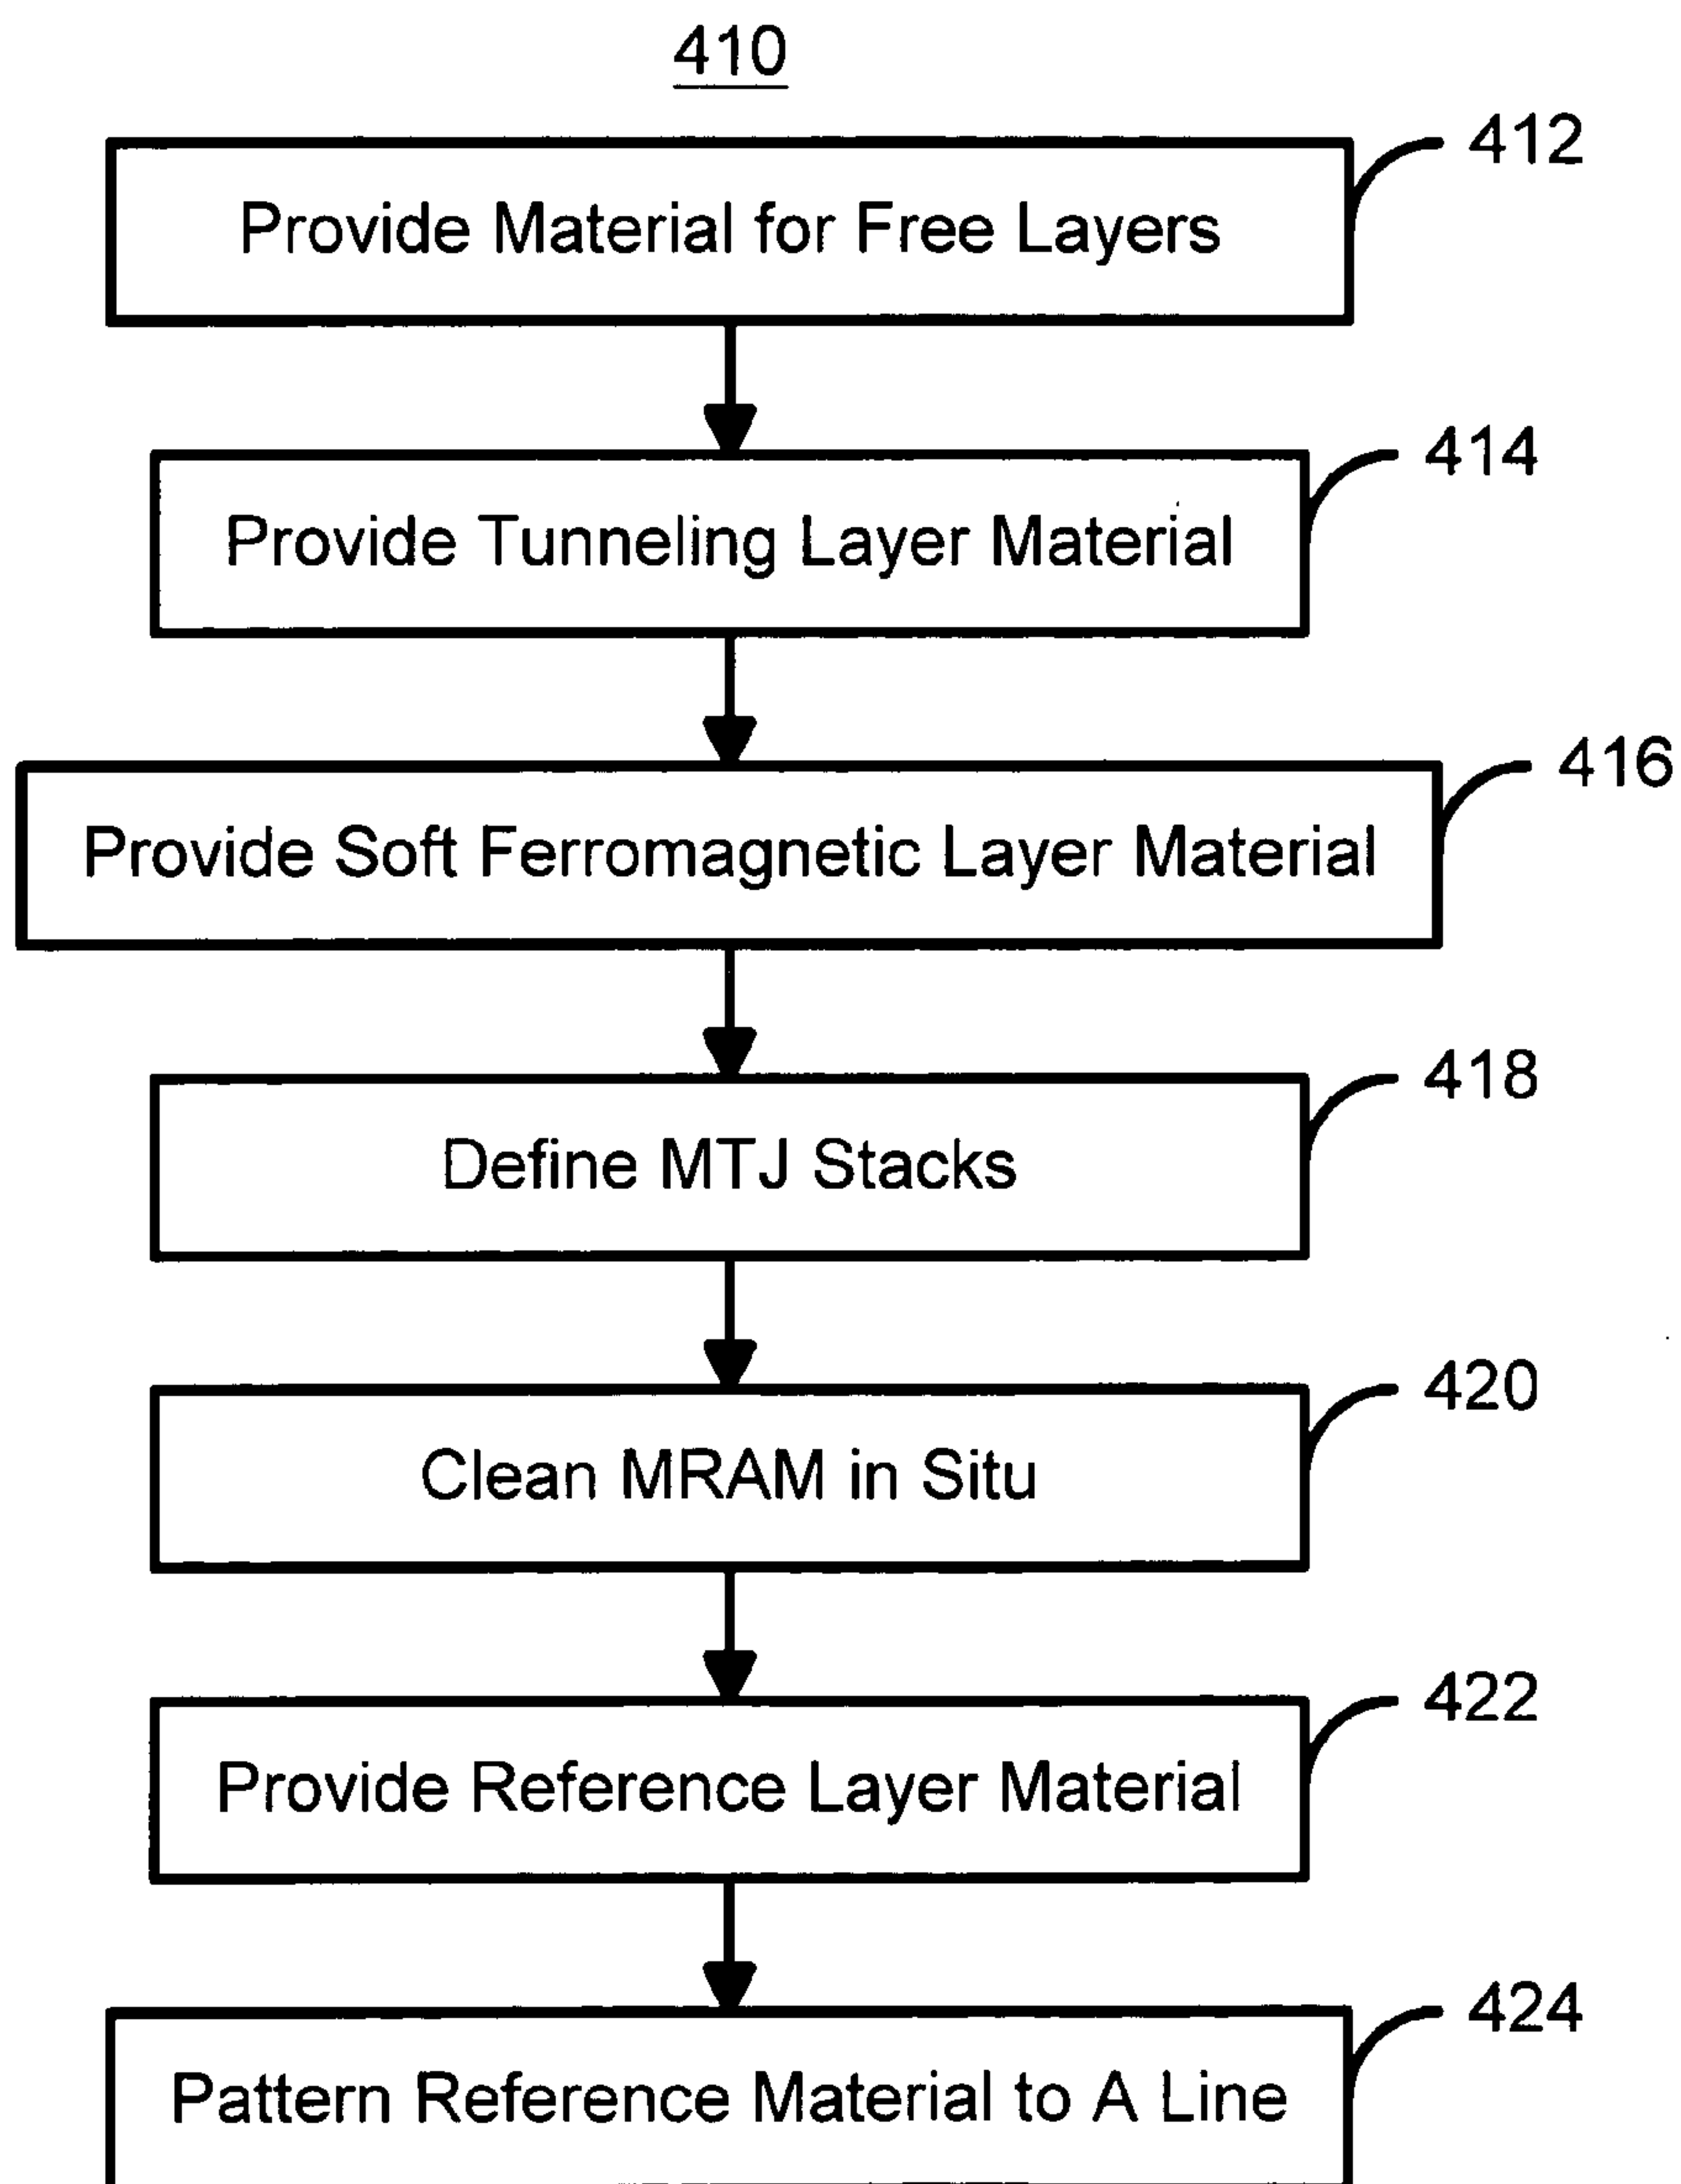 410
412
Provide Material for Free Layers
414
Provide Tunneling Layer Material
416
Provide Soft Ferromagnetic Layer Material
418
Define MTJ Stacks
420
Clean MRAM in Situ
422
Provide Reference Layer Material
424
Pattern Reference Material to A Line